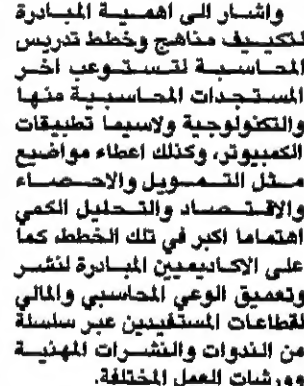 واشار الى اهمية المبادرة
لتكييف مناهج وخطط تدريس
المحاسبة لتستوعب اخر
المستجدات المحاسبية منها
والتكنولوجية ولاسيما تطبيقات
الكمبيوتر، وكذلك اعطاء مواضيع
مثل التمويل والاحصاء
والاقتصاد والتحليل الكمي
اهتماما اكبر في تلك الخطط، كما
على الاكاديميين المبادرة لنشر
وتعميق الوعي المحاسبي والمالي
لقطاعات المستفيدين عبر سلسلة
من الندوات والنشرات المهنية
وورشات العمل المختلفة.